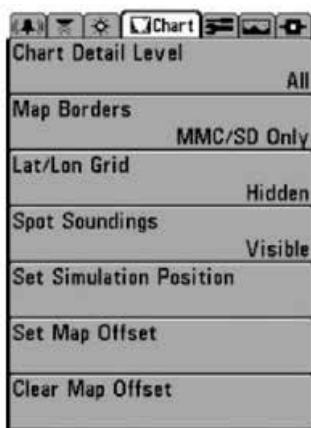 Chart
Chart Detail Level
All
Map Borders
MMC/SD Only
Lat/Lon Grid
Hidden
Spot Soundings
Visible
Set Simulation Position
Set Map Offset
Clear Map Offset